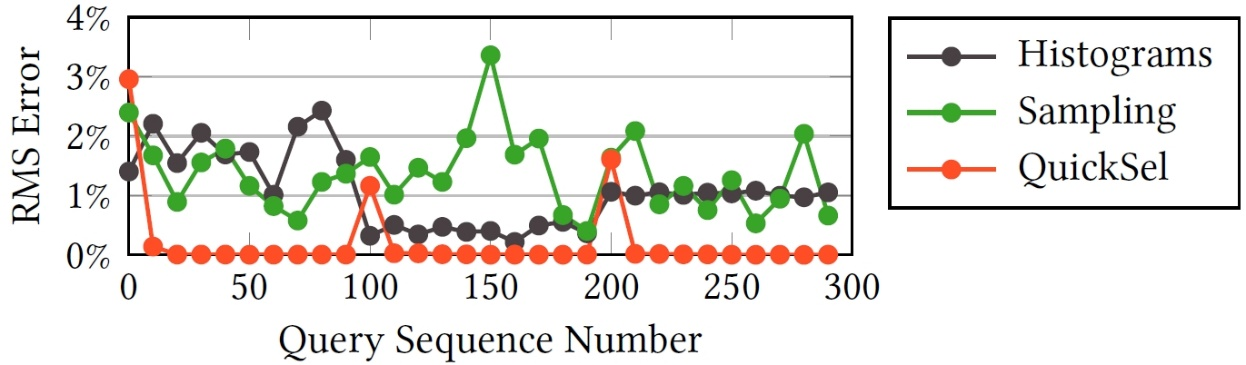 4%
3%
2%
1%
0%
RMS Error
0 50 100 150 200 250 300
Query Sequence Number
Histograms
Sampling
QuickSel